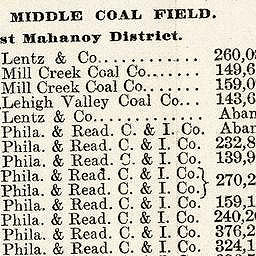 MIDDLE COAL FIELD.
st Mahanoy District.
Lentz & Co............. 260,0
Mill Creek Coal Co....... 149,6
Mill Creek Coal Co....... 159,0
Lehigh Valley Coal Co... 143,6
Lentz & Co............. Aban
Phila. & Read. C. & I. Co. Aban
Phila. & Read. C. & I. Co. 232,8
Phila. & Read. C. & I. Co. 139,9
Phila. & Read. C. & I. Co. }
Phila. & Read. C. & I. Co. } 270,2
Phila. & Read. C. & I. Co. 159,1
Phila. & Read. C. & I. Co. 240,20
Phila. & Read. C. & I. Co. 376,2
Phila. & Read. C. & I. Co. 324,1